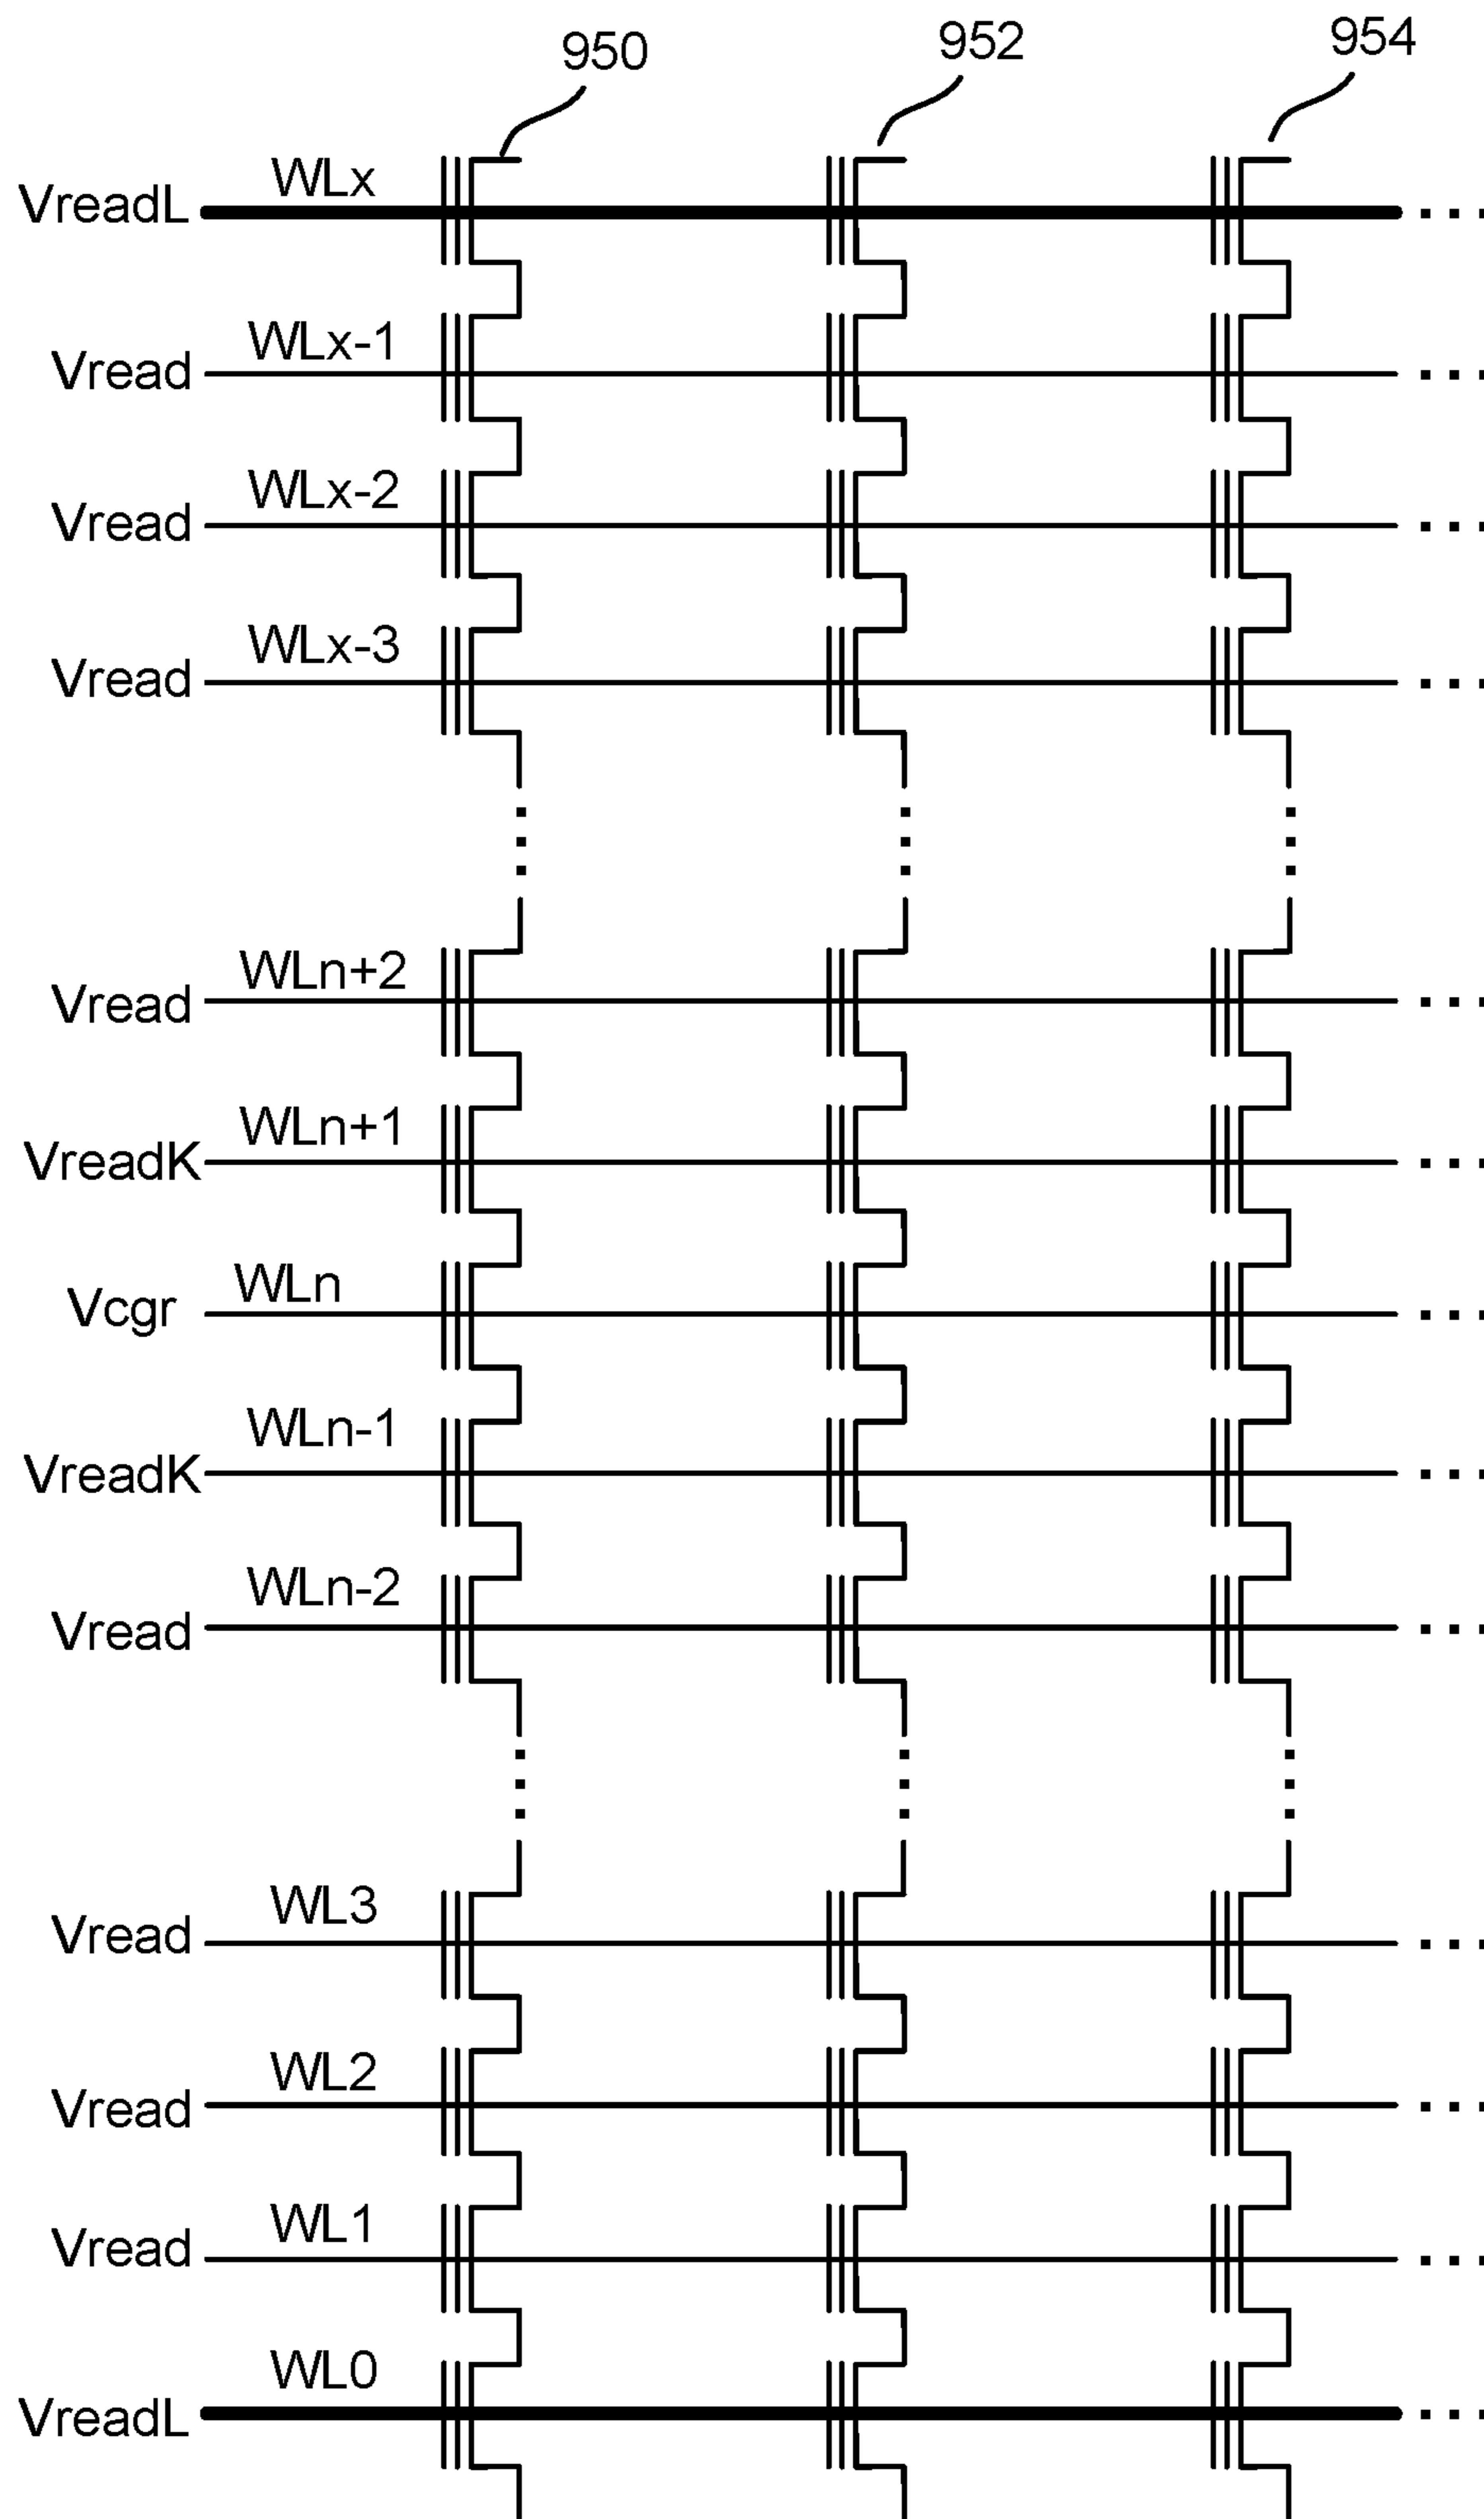 950 952 954
VreadL WLx
Vread WLx-1
Vread WLx-2
Vread WLx-3
Vread WLn+2
VreadK WLn+1
Vcgr WLn
VreadK WLn-1
Vread WLn-2
Vread WL3
Vread WL2
Vread WL1
VreadL WL0